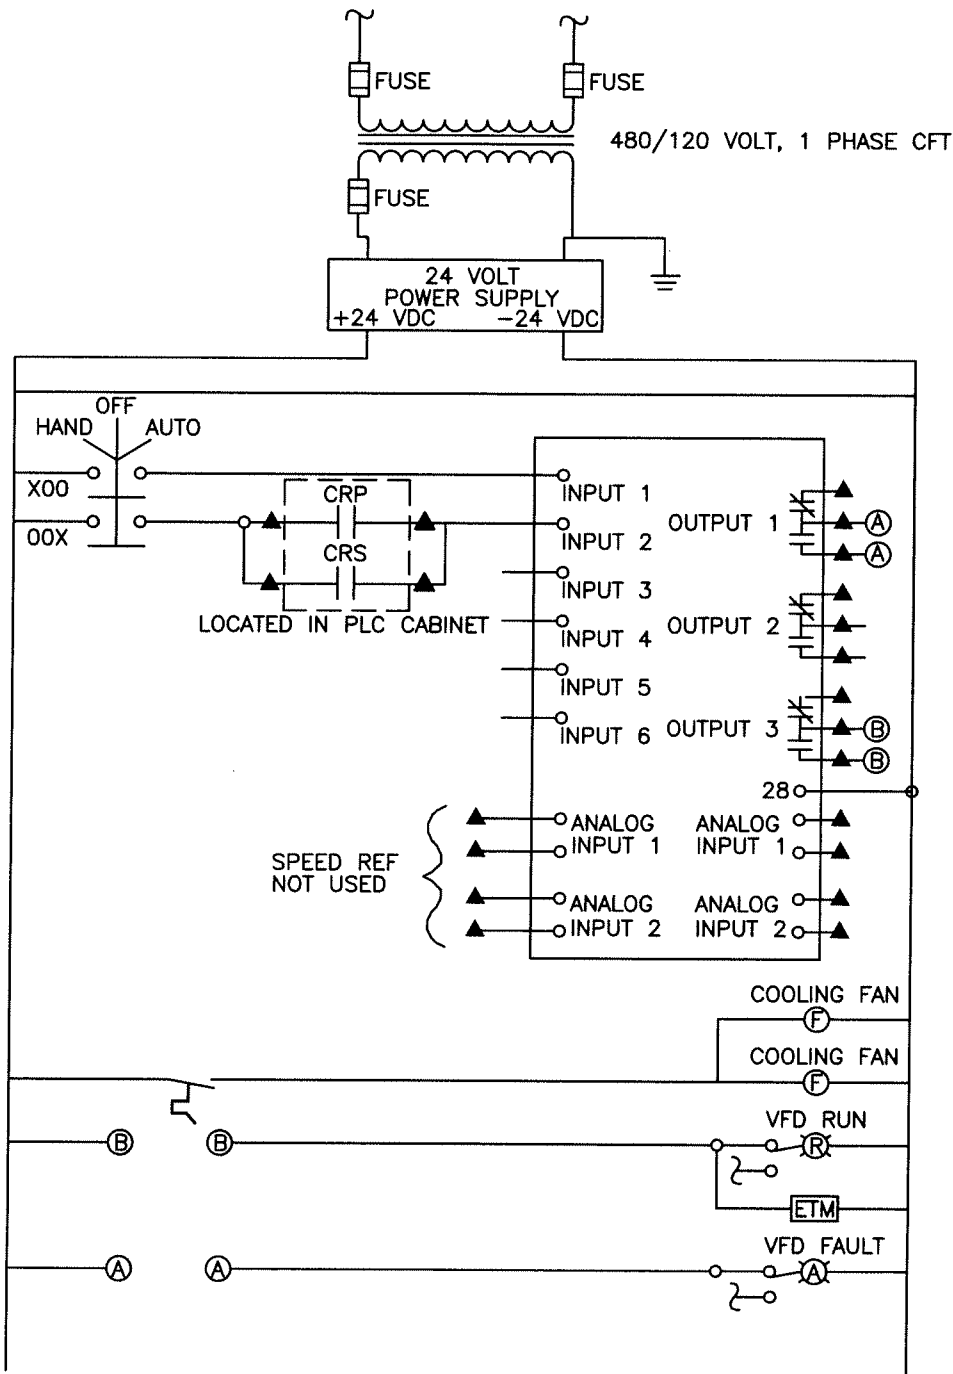 FUSE
FUSE
480/120 VOLT, 1 PHASE CFT
FUSE
24 VOLT
POWER SUPPLY
+24 VDC
-24 VDC
OFF
HAND
AUTO
X00
00X
CRP
CRS
LOCATED IN PLC CABINET
INPUT 1
INPUT 2
INPUT 3
INPUT 4
INPUT 5
INPUT 6
OUTPUT 1
A
A
OUTPUT 2
OUTPUT 3
B
B
28
SPEED REF
NOT USED
ANALOG
INPUT 1
ANALOG
INPUT 1
ANALOG
INPUT 2
ANALOG
INPUT 2
COOLING FAN
F
COOLING FAN
F
VFD RUN
B
B
R
ETM
VFD FAULT
A
A
A